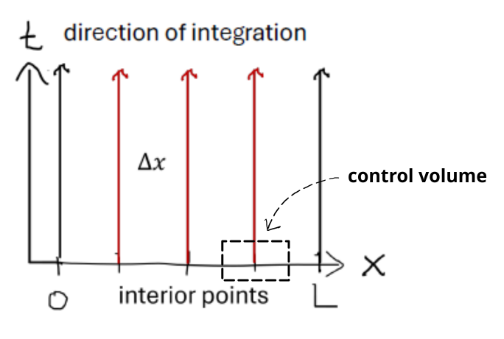 t direction of integration
Δx
control volume
x
0 interior points L